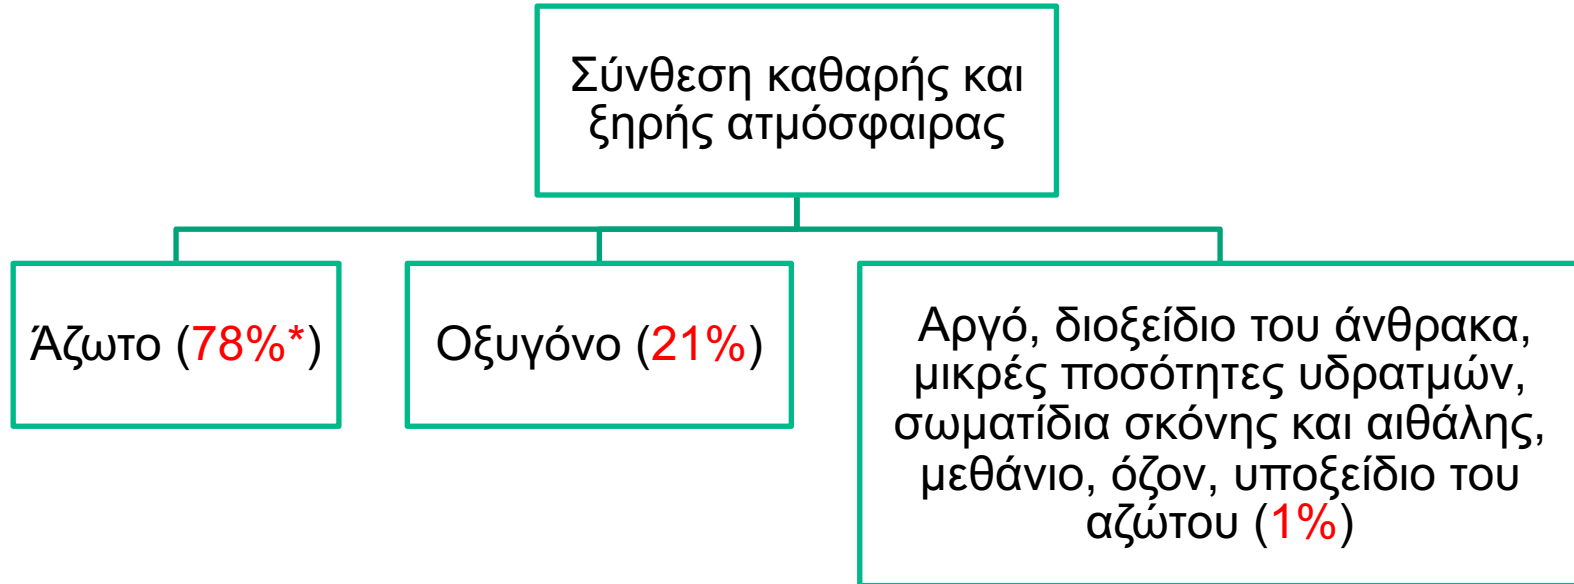 Σύνθεση καθαρής και
ξηρής ατμόσφαιρας
Άζωτο (78%*)
Οξυγόνο (21%)
Αργό, διοξείδιο του άνθρακα,
μικρές ποσότητες υδρατμών,
σωματίδια σκόνης και αιθάλης,
μεθάνιο, όζον, υποξείδιο του
αζώτου (1%)